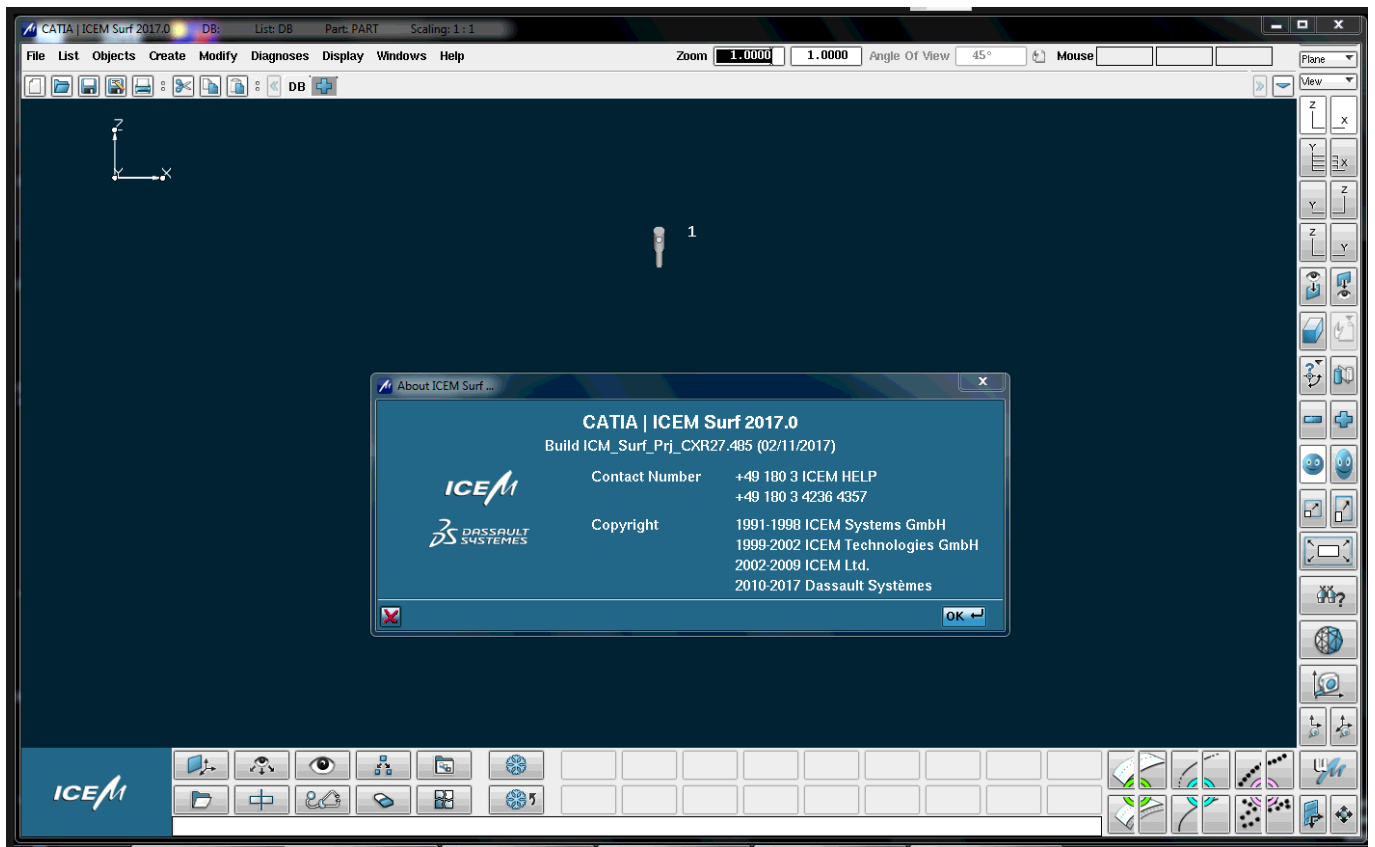 CATIA | ICEM Surf 2017.0 DB: List: DB Part: PART Scaling: 1 : 1
File List Objects Create Modify Diagnoses Display Windows Help Zoom 1.0000 1.0000 Angle Of View 45° Mouse
Plane
DB
View
Z
X
Z
Y X
Y X
1
Z
Y
Z
Y
About ICEM Surf ...
CATIA | ICEM Surf 2017.0
Build ICM_Surf_Prj_CXR27.485 (02/11/2017)
ICEM
Contact Number +49 180 3 ICEM HELP
+49 180 3 4236 4357
DASSAULT SYSTEMES
Copyright 1991-1998 ICEM Systems GmbH
1999-2002 ICEM Technologies GmbH
2002-2009 ICEM Ltd.
2010-2017 Dassault Systèmes
OK
ICEM